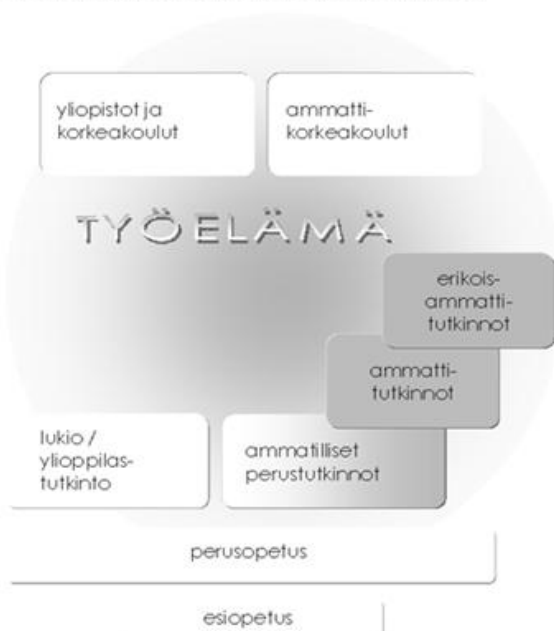 yliopistot ja
korkeakoulut
ammatti-
korkeakoulut
TYÖELÄMÄ
erikois-
ammatti-
tutkinnot
ammatti-
tutkinnot
lukio /
ylioppilas-
tutkinto
ammatilliset
perustutkinnot
perusopetus
esiopetus